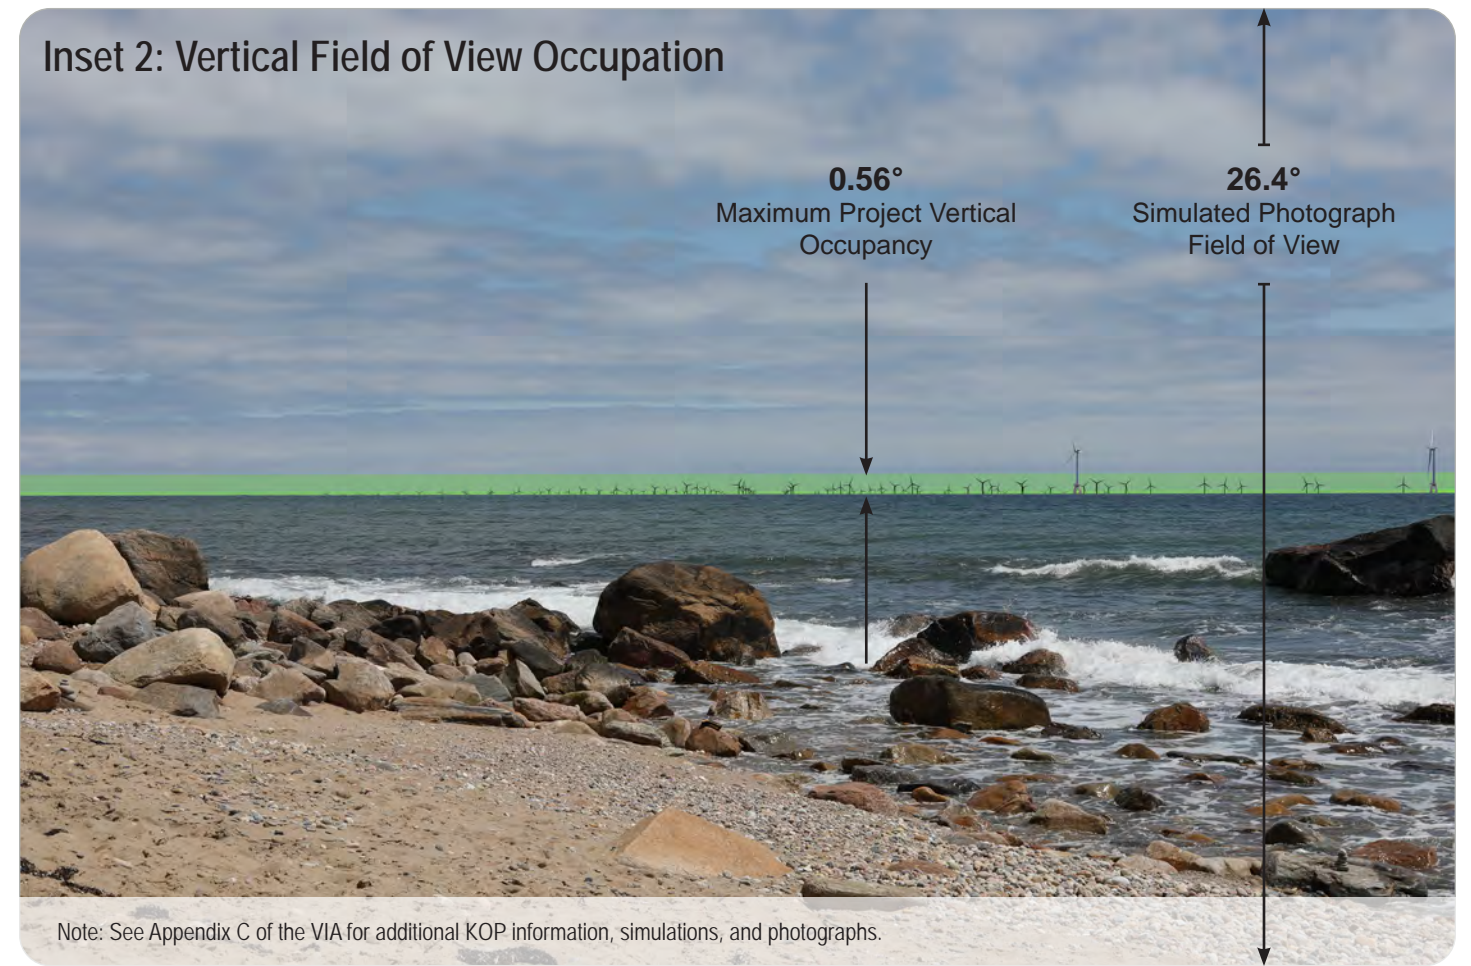 Inset 2: Vertical Field of View Occupation
0.56°
Maximum Project Vertical
Occupancy
26.4°
Simulated Photograph
Field of View
Note: See Appendix C of the VIA for additional KOP information, simulations, and photographs.